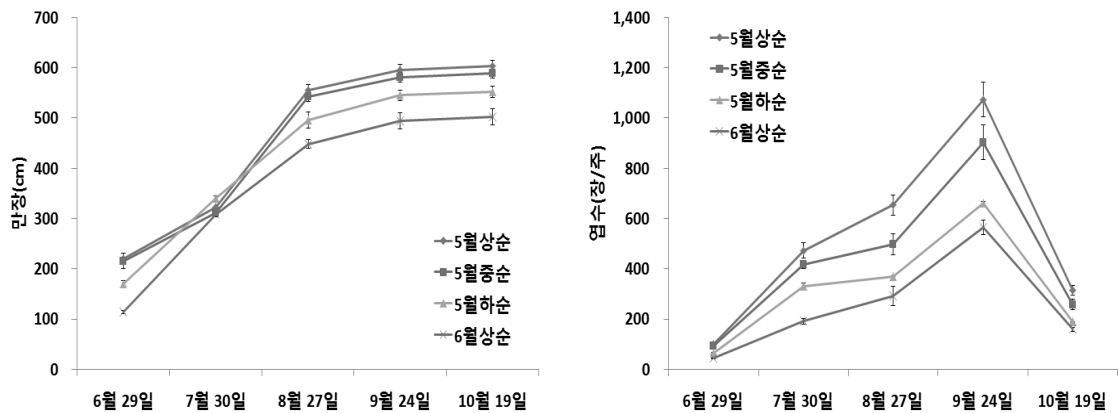 700
600
500
400
300
200
100
0
만장(cm)
5월상순
5월중순
5월하순
6월상순
6월 29일 7월 30일 8월 27일 9월 24일 10월 19일
1,400
1,200
1,000
800
600
400
200
0
엽수(장/주)
5월상순
5월중순
5월하순
6월상순
6월 29일 7월 30일 8월 27일 9월 24일 10월 19일